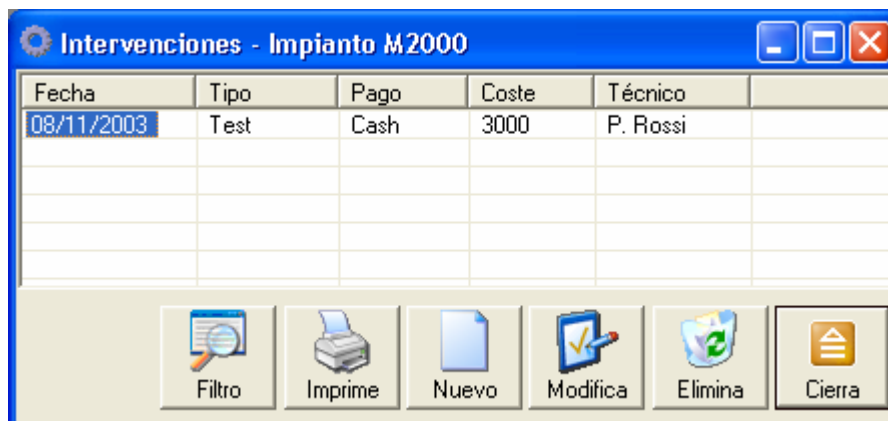 Intervenciones - Impianto M2000
Fecha Tipo Pago Coste Técnico
08/11/2003 Test Cash 3000 P. Rossi
Filtro Imprime Nuevo Modifica Elimina Cierra